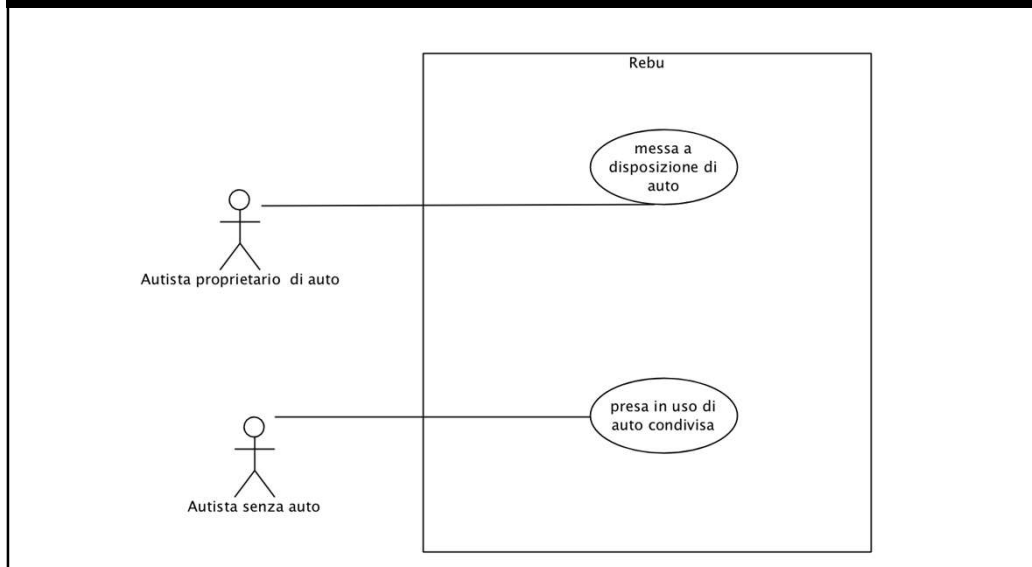 Rebu
messa a
disposizione di
auto
Autista proprietario  di auto
presa in uso di
auto condivisa
Autista senza auto